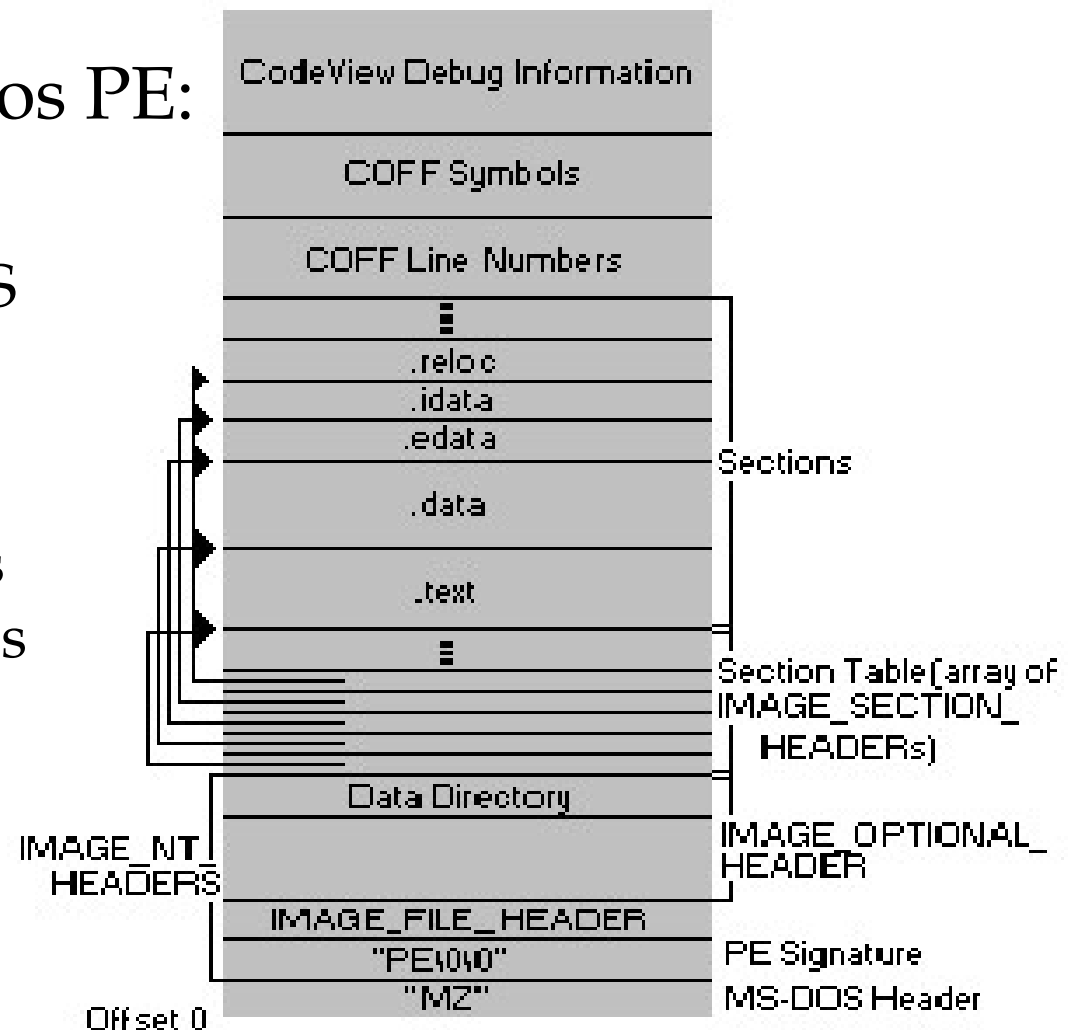 os PE:
S
s
s
CodeView Debug Information
COFF Symbols
COFF Line Numbers
.reloc
.idata
.edata
.data
.text
Sections
Section Table(array of
IMAGE_SECTION_
HEADERs)
Data Directory
IMAGE_NT_
HEADERS
IMAGE_OPTIONAL_
HEADER
IMAGE_FILE_HEADER
"PE\0\0"
PE Signature
"MZ"
MS-DOS Header
Offset 0